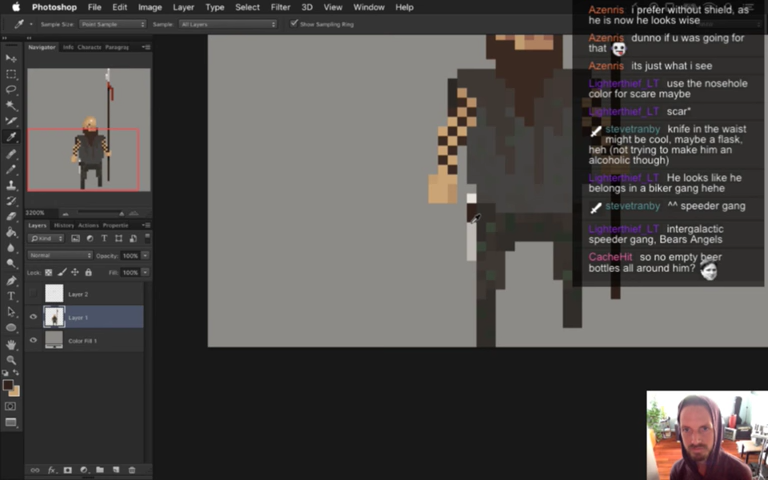 Photoshop File Edit Image Layer Type Select Filter 3D View Window Help
Sample Size: Point Sample Sample: All Layers Show Sampling Ring
Navigator Info Characte Paragrap
3200%
Layers History Actions Propertie
Kind
Normal Opacity: 100%
Lock: Fill: 100%
Layer 2
Layer 1
Color Fill 1
Azenris i prefer without shield, as
he is now he looks wise
Azenris dunno if u was going for
that
Azenris its just what i see
Lighterthief_LT use the nosehole
color for scare maybe
Lighterthief_LT scar*
stevetranby knife in the waist
might be cool, maybe a flask,
heh (not trying to make him an
alcoholic though)
Lighterthief_LT He looks like he
belongs in a biker gang hehe
stevetranby ^^ speeder gang
Lighterthief_LT intergalactic
speeder gang, Bears Angels
CacheHit so no empty beer
bottles all around him?